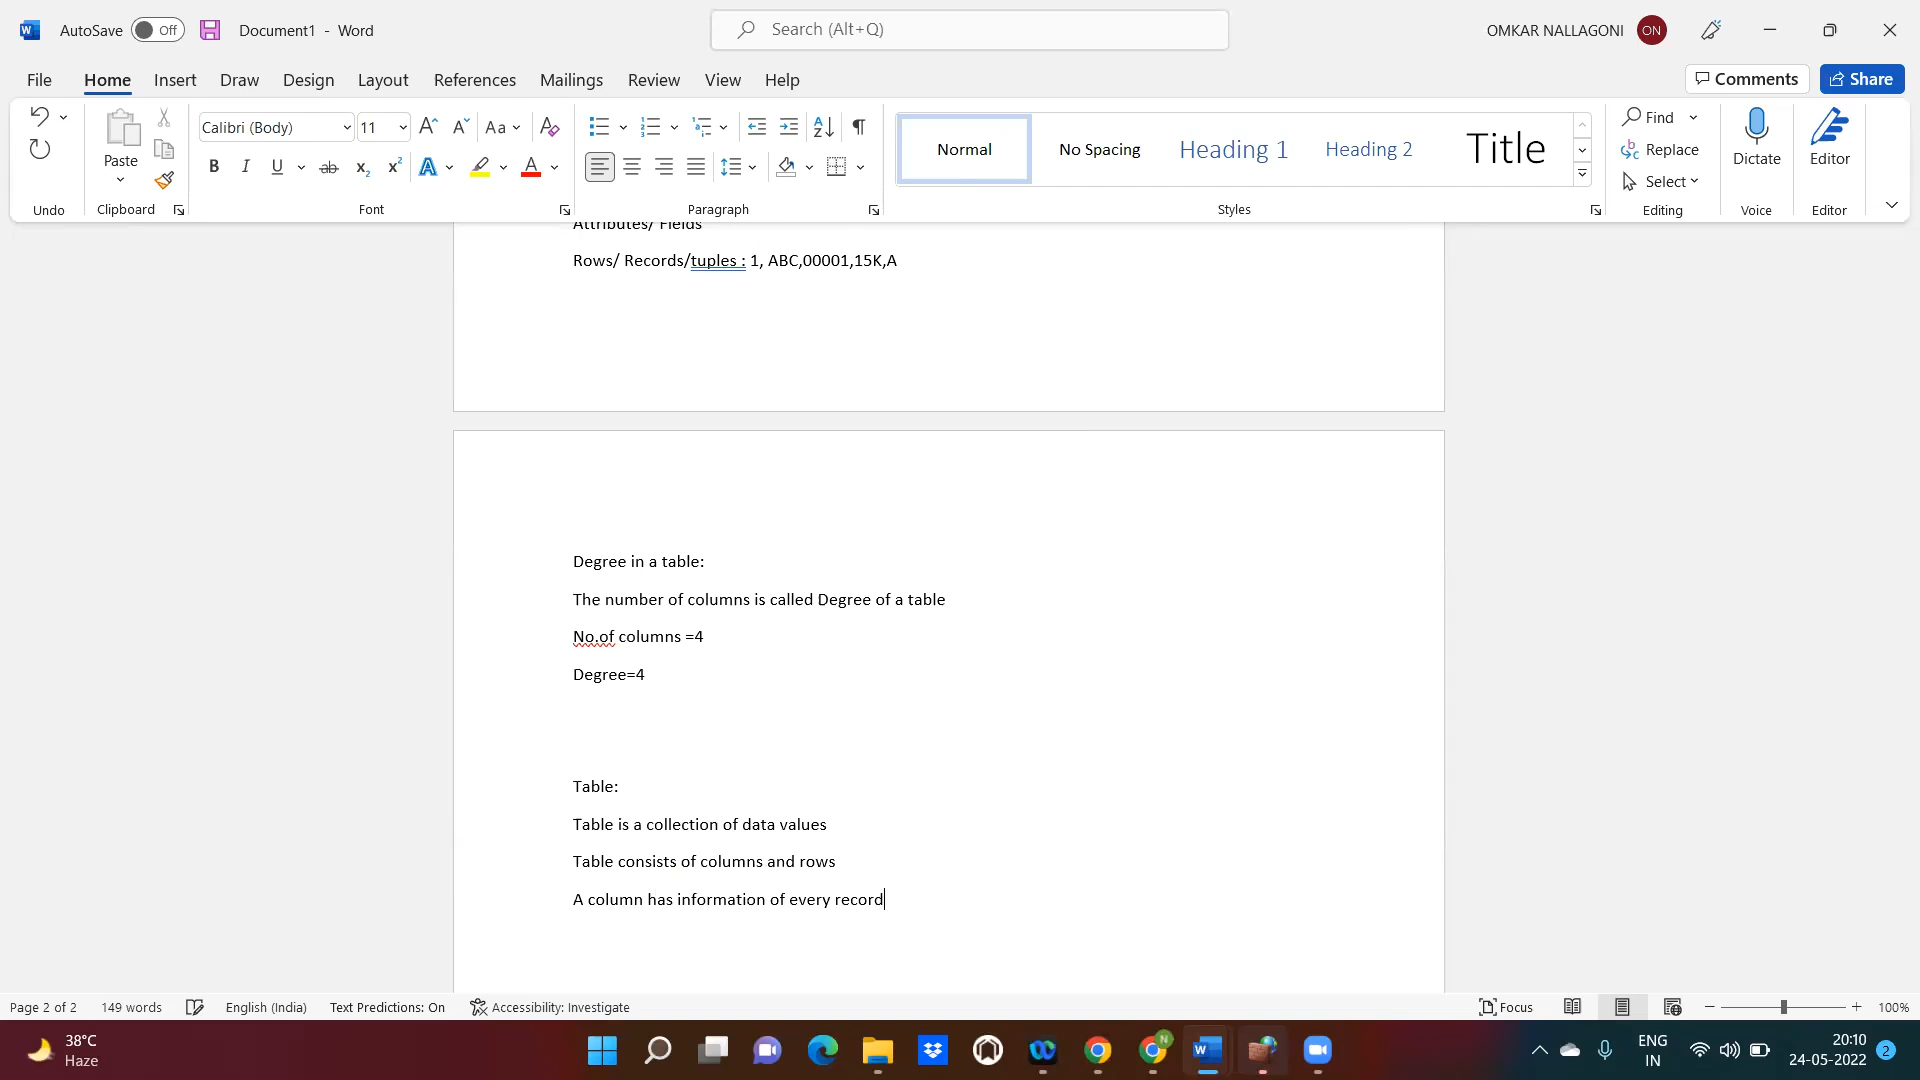 AutoSave Off Document1 - Word Search (Alt+Q) OMKAR NALLAGONI ON
File Home Insert Draw Design Layout References Mailings Review View Help Comments Share
Calibri (Body) 11 Aa Normal No Spacing Heading 1 Heading 2 Title Find
Paste Replace Dictate Editor
Select
Undo Clipboard Font Paragraph Styles Editing Voice Editor
Attributes/ Fields
Rows/ Records/tuples : 1, ABC,00001,15K,A
Degree in a table:
The number of columns is called Degree of a table
No.of columns =4
Degree=4
Table:
Table is a collection of data values
Table consists of columns and rows
A column has information of every record
Page 2 of 2 149 words English (India) Text Predictions: On Accessibility: Investigate Focus 100%
38°C
Haze
ENG
IN
20:10
24-05-2022
2